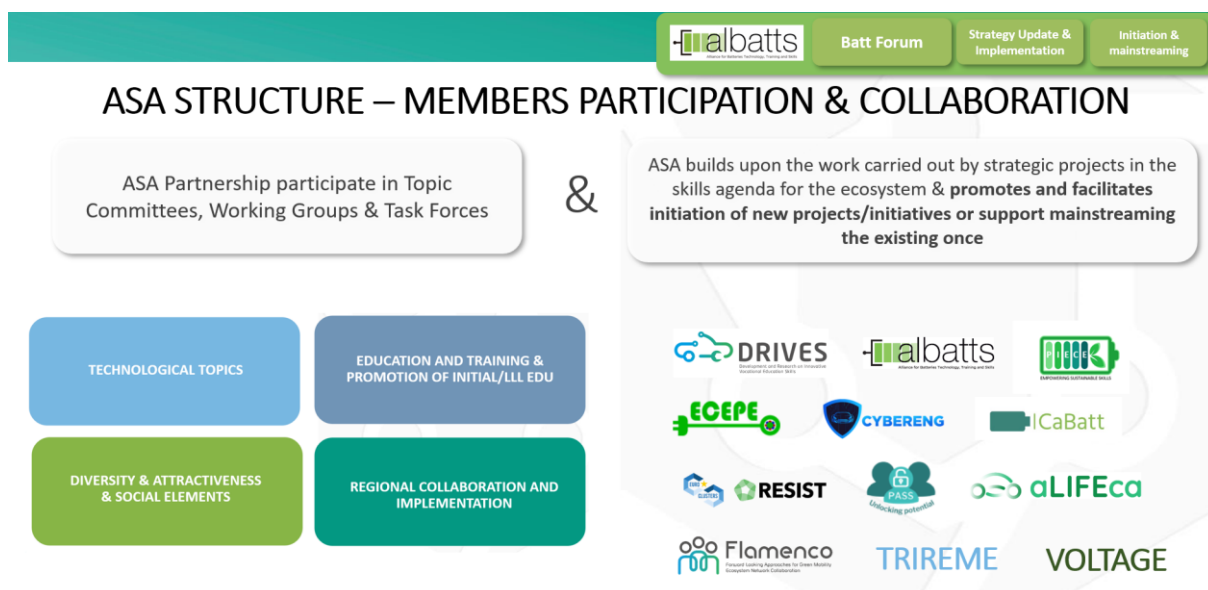 albatts
Alliance for Batteries Technology, Training and Skills
Batt Forum
Strategy Update &
Implementation
Initiation &
mainstreaming
ASA STRUCTURE – MEMBERS PARTICIPATION & COLLABORATION
ASA Partnership participate in Topic
Committees, Working Groups & Task Forces
&
ASA builds upon the work carried out by strategic projects in the
skills agenda for the ecosystem & promotes and facilitates
initiation of new projects/initiatives or support mainstreaming
the existing once
TECHNOLOGICAL TOPICS
EDUCATION AND TRAINING &
PROMOTION OF INITIAL/LLL EDU
DIVERSITY & ATTRACTIVENESS
& SOCIAL ELEMENTS
REGIONAL COLLABORATION AND
IMPLEMENTATION
DRIVES
Development and Research on Innovative
Vocational Education Skills
albatts
Alliance for Batteries Technology, Training and Skills
PIECE
EMPOWERING SUSTAINABLE SKILLS
ECEPE
CYBERENG
ICaBatt
CLUSTERS
RESIST
PASS
Unlocking potential
aLIFEca
Flamenco
Forward-Looking Approaches for Green Mobility
Ecosystem Network Collaboration
TRIREME
VOLTAGE